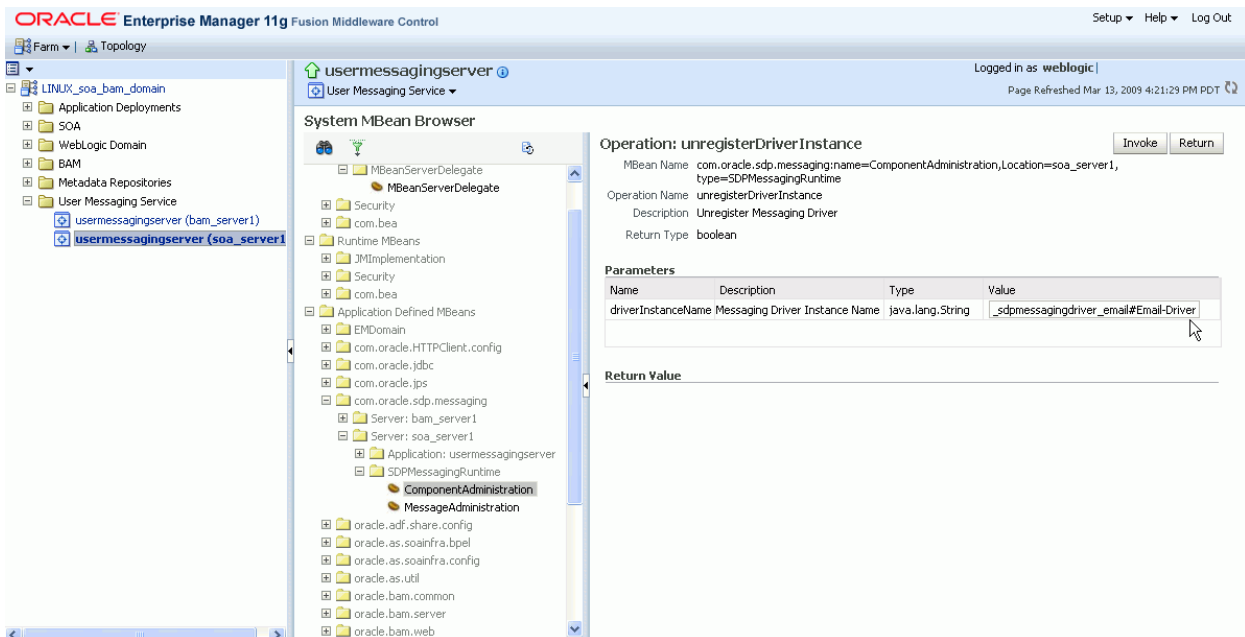 ORACLE Enterprise Manager 11g Fusion Middleware Control
Setup Help Log Out
Farm | Topology
LINUX_soa_bam_domain
Application Deployments
SOA
WebLogic Domain
BAM
Metadata Repositories
User Messaging Service
usermessagingserver (bam_server1)
usermessagingserver (soa_server1
usermessagingserver
User Messaging Service
Logged in as weblogic|
Page Refreshed Mar 13, 2009 4:21:29 PM PDT
System MBean Browser
MBeanServerDelegate
MBeanServerDelegate
Security
com.bea
Runtime MBeans
JMImplementation
Security
com.bea
Application Defined MBeans
EMDomain
com.oracle.HTTPClient.config
com.oracle.jdbc
com.oracle.jps
com.oracle.sdp.messaging
Server: bam_server1
Server: soa_server1
Application: usermessagingserver
SDPMessagingRuntime
ComponentAdministration
MessageAdministration
oracle.adf.share.config
oracle.as.soainfra.bpel
oracle.as.soainfra.config
oracle.as.util
oracle.bam.common
oracle.bam.server
oracle.bam.web
Operation: unregisterDriverInstance
Invoke Return
MBean Name com.oracle.sdp.messaging:name=ComponentAdministration,Location=soa_server1,
type=SDPMessagingRuntime
Operation Name unregisterDriverInstance
Description Unregister Messaging Driver
Return Type boolean
Parameters
Name Description Type Value
driverInstanceName Messaging Driver Instance Name java.lang.String _sdpmessagingdriver_email#Email-Driver
Return Value